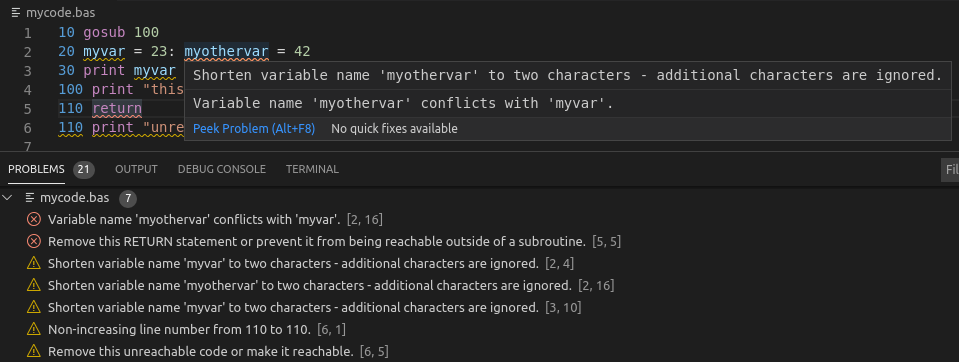 mycode.bas
1 10 gosub 100
2 20 myvar = 23: myothervar = 42
3 30 print myvar
Shorten variable name 'myothervar' to two characters - additional characters are ignored.
4 100 print "this
Variable name 'myothervar' conflicts with 'myvar'.
5 110 return
6 110 print "unre
Peek Problem (Alt+F8) No quick fixes available
7
PROBLEMS 21 OUTPUT DEBUG CONSOLE TERMINAL Fil
mycode.bas 7
Variable name 'myothervar' conflicts with 'myvar'. [2, 16]
Remove this RETURN statement or prevent it from being reachable outside of a subroutine. [5, 5]
Shorten variable name 'myvar' to two characters - additional characters are ignored. [2, 4]
Shorten variable name 'myothervar' to two characters - additional characters are ignored. [2, 16]
Shorten variable name 'myvar' to two characters - additional characters are ignored. [3, 10]
Non-increasing line number from 110 to 110. [6, 1]
Remove this unreachable code or make it reachable. [6, 5]